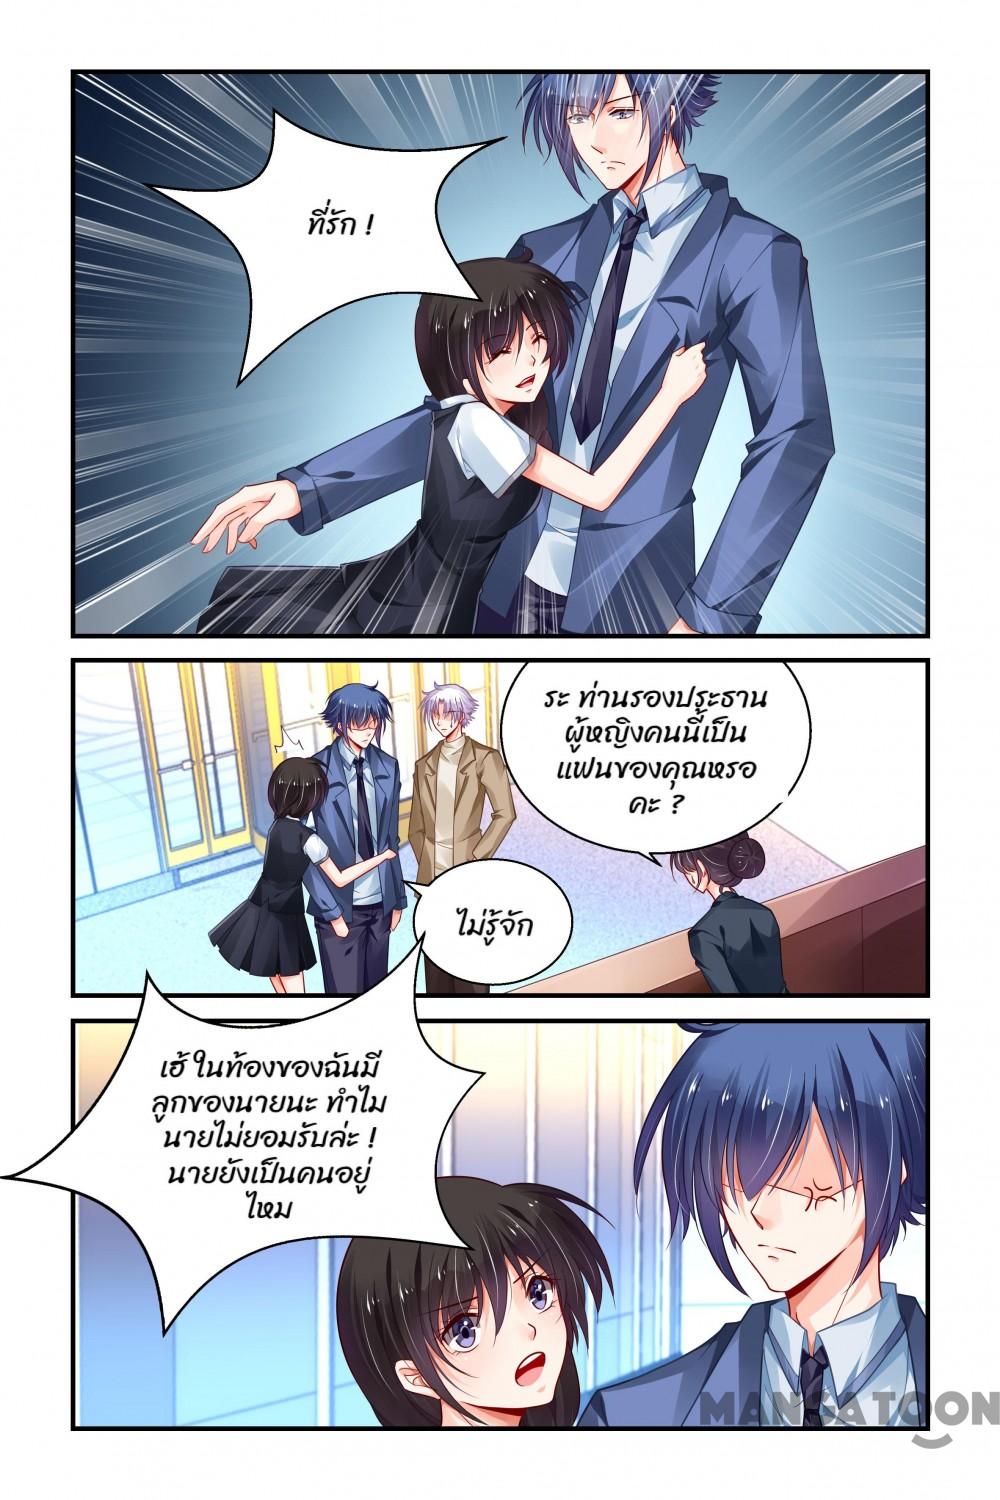 ที่รัก !
ระ ท่านรองประธาน
ผู้หญิงคนนี้เป็น
แฟนของคุณหรอ
คะ ?
ไม่รู้จัก
เฮ้ ในท้องของฉันมี
ลูกของนายนะ ทำไม
นายไม่ยอมรับล่ะ !
นายยังเป็นคนอยู่
ไหม
MANGATOON